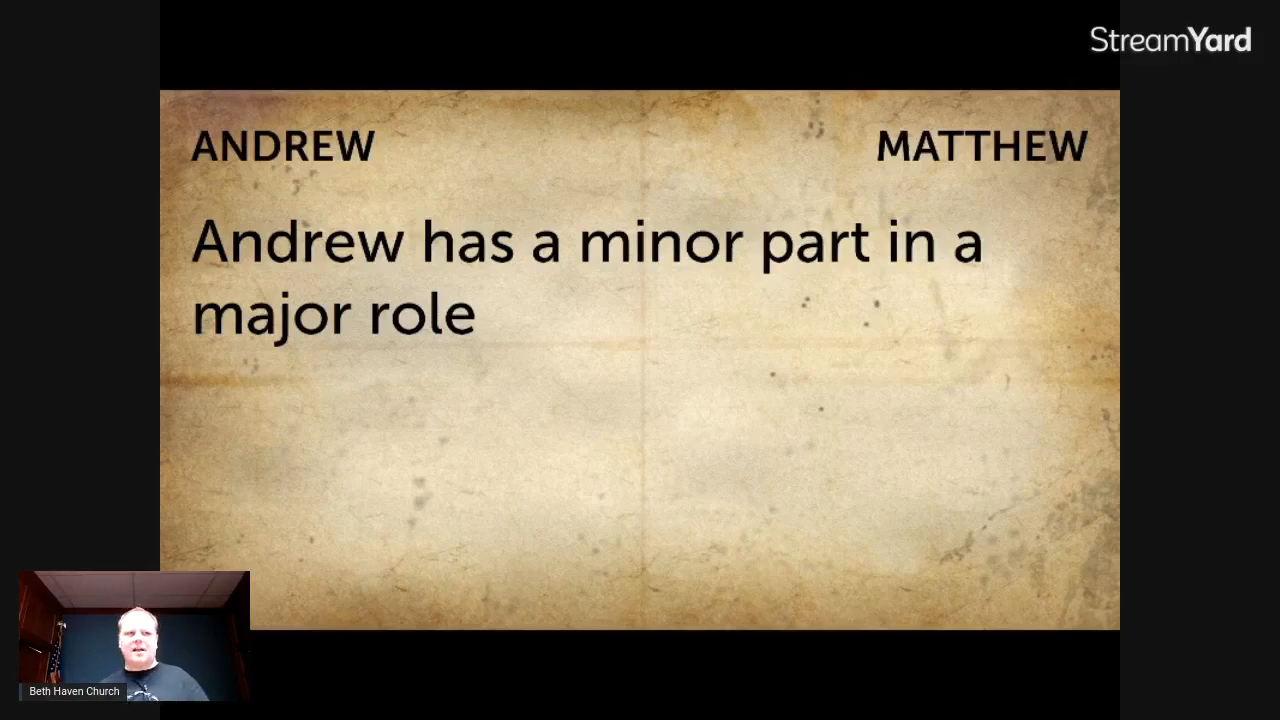 StreamYard
ANDREW MATTHEW
Andrew has a minor part in a
major role
Beth Haven Church